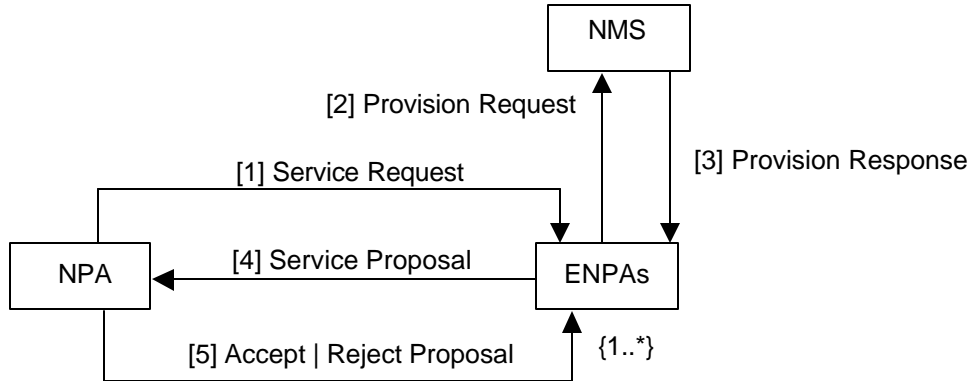 NMS
[2] Provision Request
[3] Provision Response
[1] Service Request
NPA
[4] Service Proposal
ENPAs
[5] Accept | Reject Proposal
{1..*}